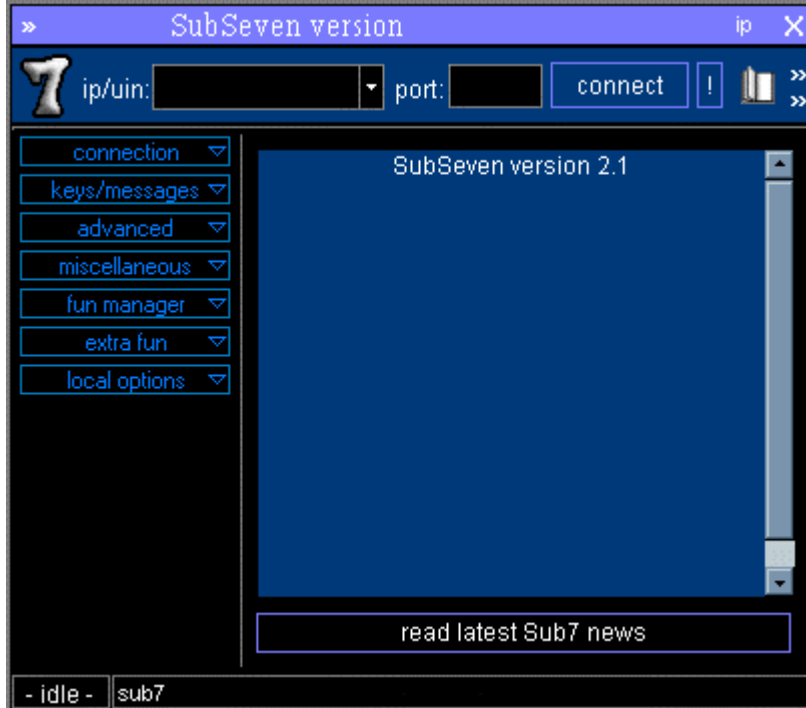 » SubSeven version ip X
7 ip/uin: port: connect ! »
»
connection
keys/messages
advanced
miscellaneous
fun manager
extra fun
local options
SubSeven version 2.1
read latest Sub7 news
- idle - sub7